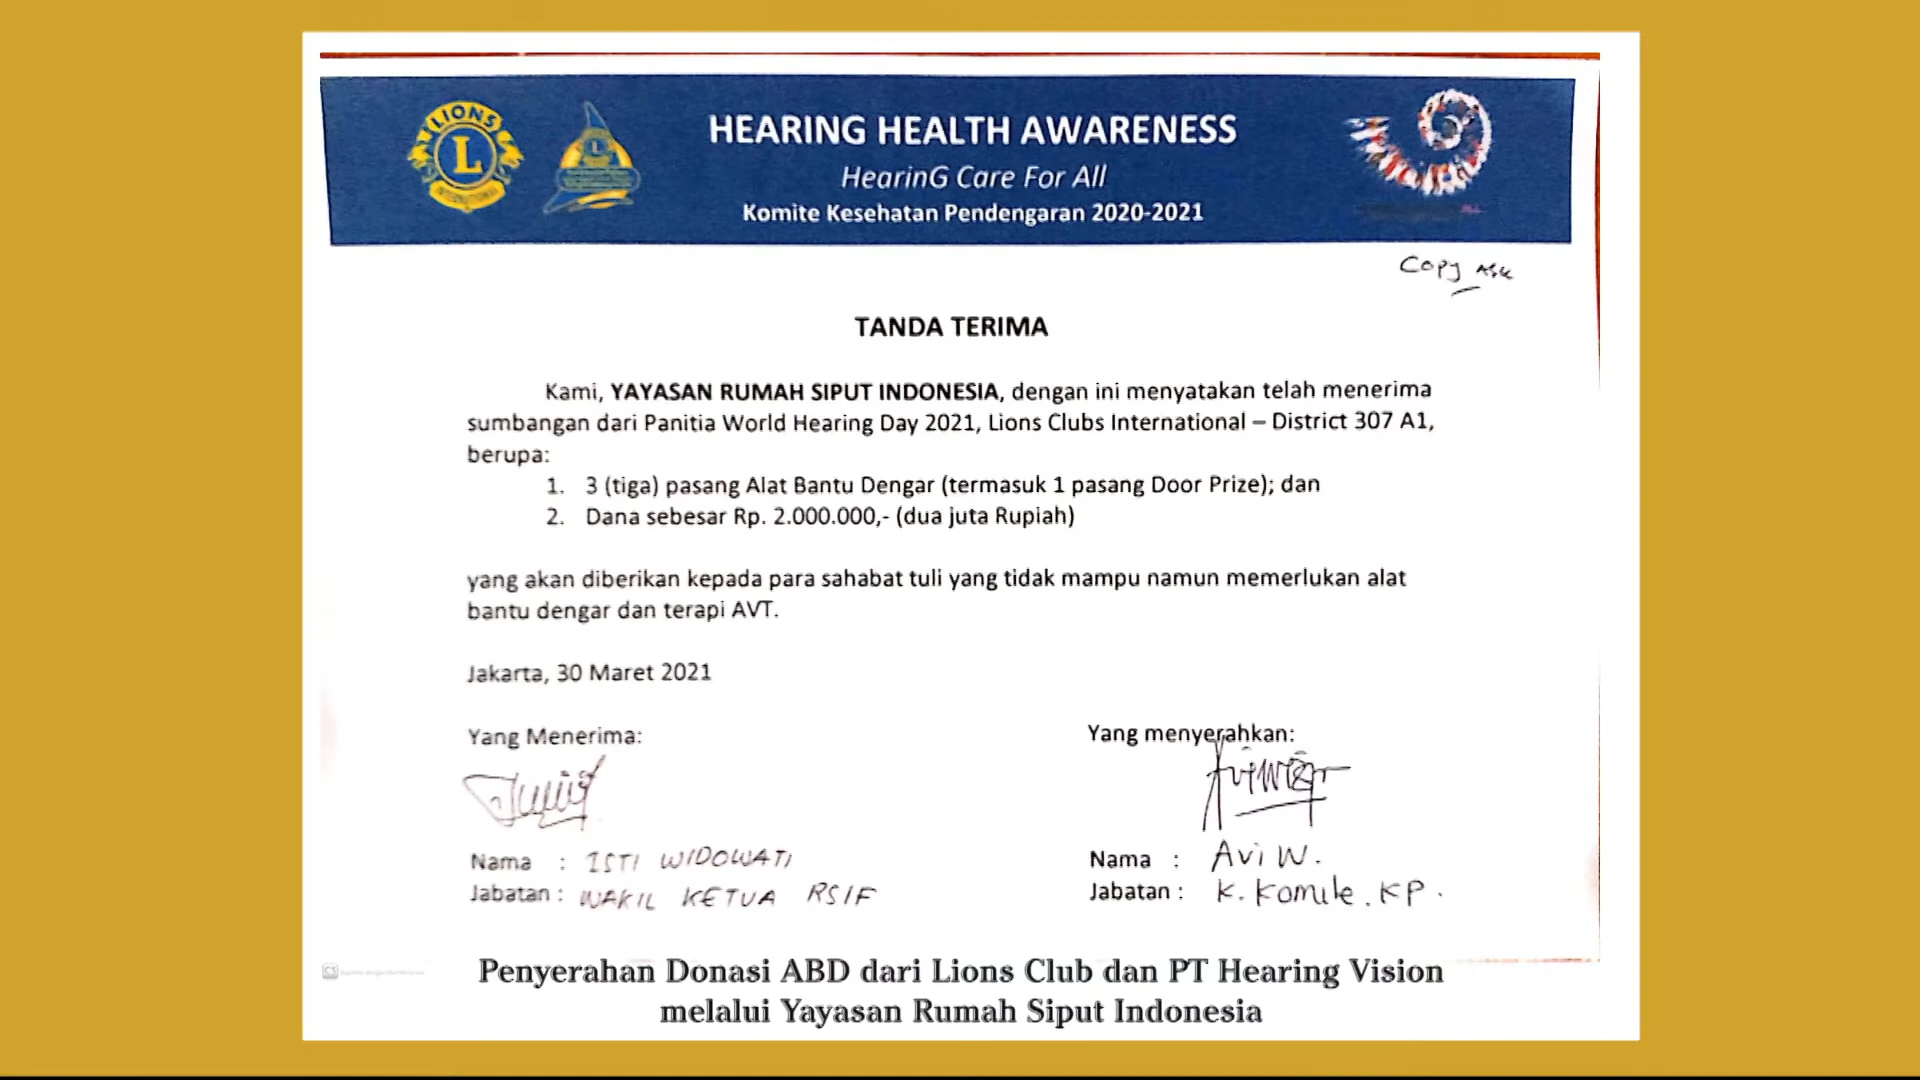 LIONS
L
INTERNATIONAL
HEARING HEALTH AWARENESS
HearinG Care For All
Komite Kesehatan Pendengaran 2020-2021
Copy
TANDA TERIMA
Kami, YAYASAN RUMAH SIPUT INDONESIA, dengan ini menyatakan telah menerima
sumbangan dari Panitia World Hearing Day 2021, Lions Clubs International – District 307 A1,
berupa:
1. 3 (tiga) pasang Alat Bantu Dengar (termasuk 1 pasang Door Prize); dan
2. Dana sebesar Rp. 2.000.000,- (dua juta Rupiah)
yang akan diberikan kepada para sahabat tuli yang tidak mampu namun memerlukan alat
bantu dengar dan terapi AVT.
Jakarta, 30 Maret 2021
Yang Menerima:
Yang menyerahkan:
Nama : ISTI WIDOWATI
Jabatan : WAKIL KETUA RSIF
Nama : Avi W.
Jabatan : K. Komite. KP.
CS
Penyerahan Donasi ABD dari Lions Club dan PT Hearing Vision
melalui Yayasan Rumah Siput Indonesia